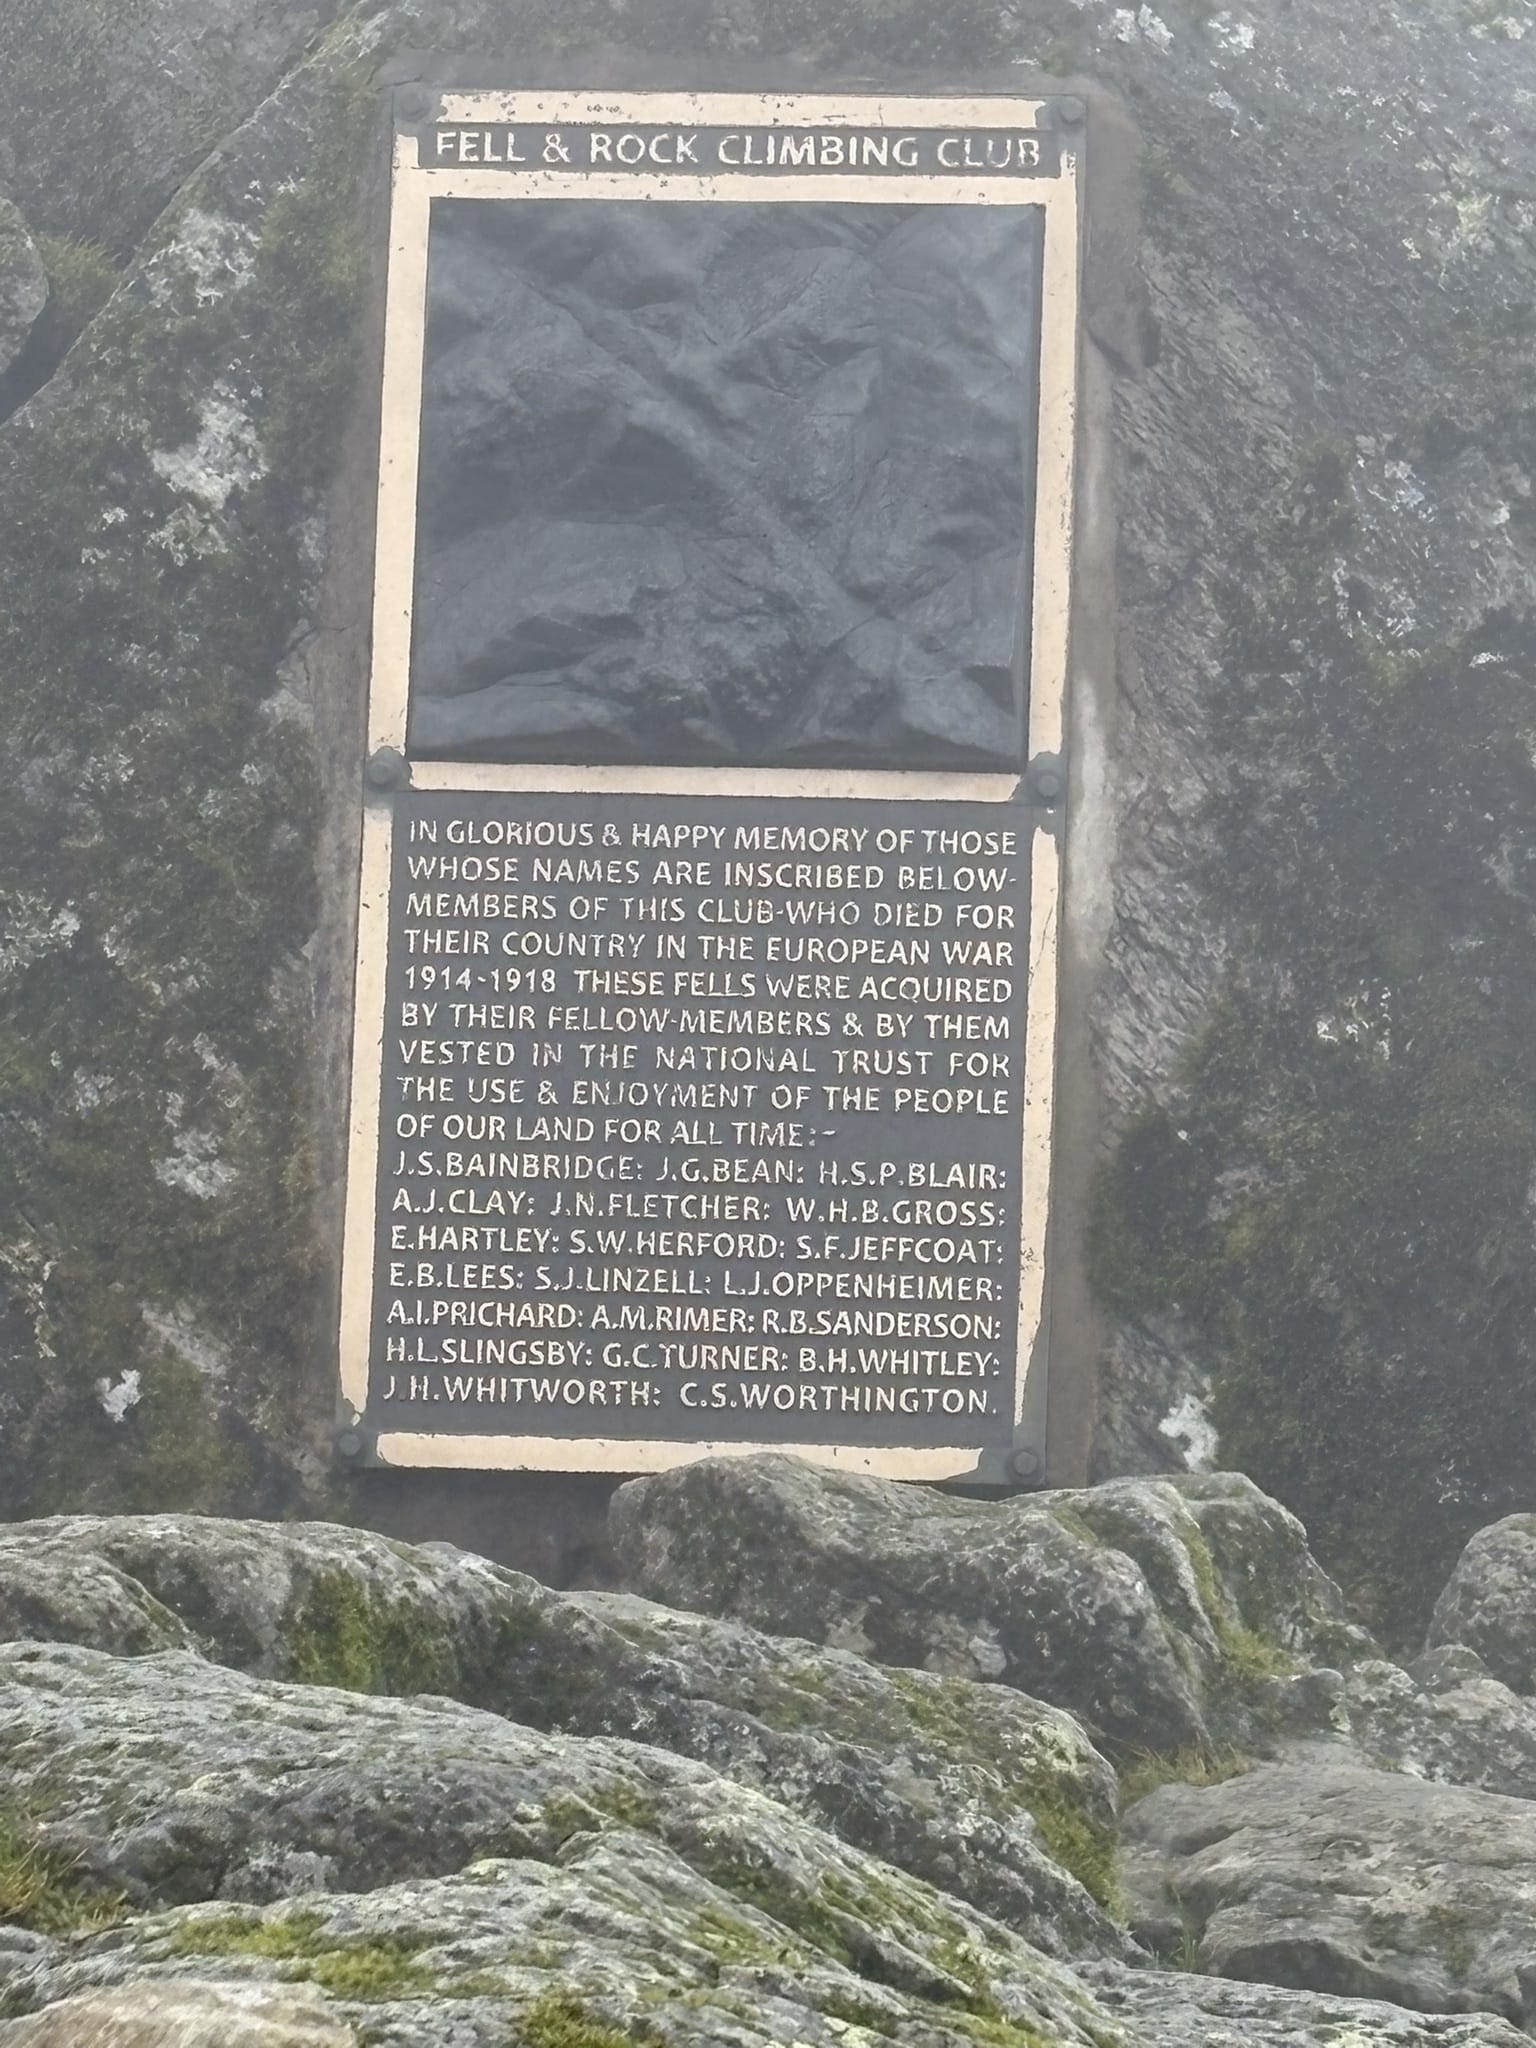 FELL & ROCK CLIMBING CLUB
IN GLORIOUS & HAPPY MEMORY OF THOSE
WHOSE NAMES ARE INSCRIBED BELOW-
MEMBERS OF THIS CLUB-WHO DIED FOR
THEIR COUNTRY IN THE EUROPEAN WAR
1914-1918 THESE FELLS WERE ACQUIRED
BY THEIR FELLOW-MEMBERS & BY THEM
VESTED IN THE NATIONAL TRUST FOR
THE USE & ENJOYMENT OF THE PEOPLE
OF OUR LAND FOR ALL TIME:-
J.S.BAINBRIDGE: J.G.BEAN: H.S.P.BLAIR:
A.J.CLAY: J.N.FLETCHER: W.H.B.GROSS:
E.HARTLEY: S.W.HERFORD: S.F.JEFFCOAT:
E.B.LEES: S.J.LINZELL: L.J.OPPENHEIMER:
A.I.PRICHARD: A.M.RIMER: R.B.SANDERSON:
H.L.SLINGSBY: G.C.TURNER: B.H.WHITLEY:
J.H.WHITWORTH: C.S.WORTHINGTON.